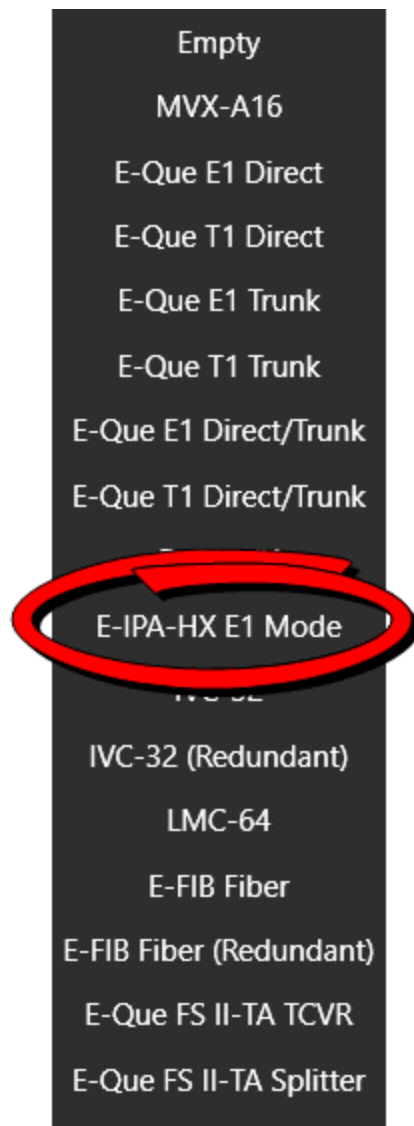 Empty
MVX-A16
E-Que E1 Direct
E-Que T1 Direct
E-Que E1 Trunk
E-Que T1 Trunk
E-Que E1 Direct/Trunk
E-Que T1 Direct/Trunk
E-IPA-HX E1 Mode
IVC-32
IVC-32 (Redundant)
LMC-64
E-FIB Fiber
E-FIB Fiber (Redundant)
E-Que FS II-TA TCVR
E-Que FS II-TA Splitter